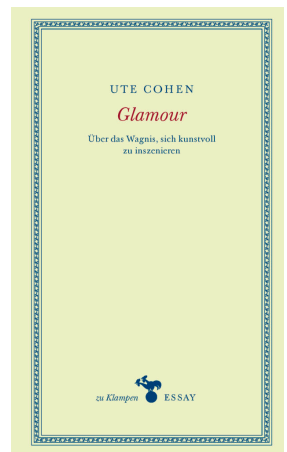 UTE COHEN
Glamour
Über das Wagnis, sich kunstvoll
zu inszenieren
zu Klampen ESSAY